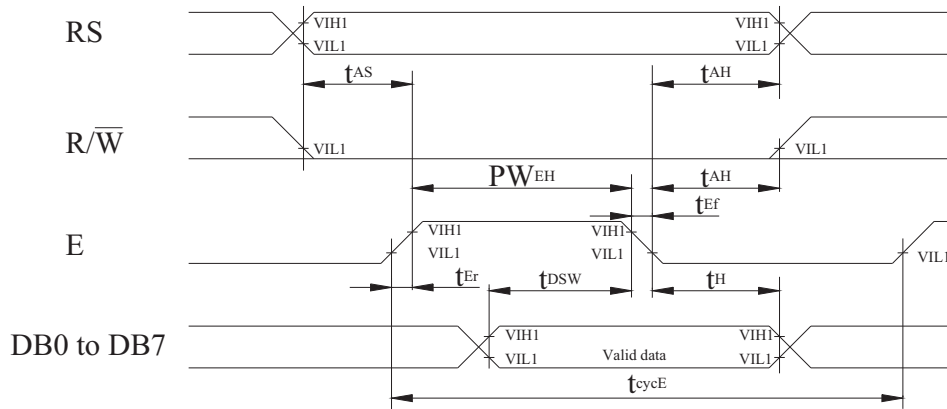 RS
VIH1
VIL1
VIH1
VIL1
tAS
tAH
R/W̅
VIL1
VIL1
PWEH
tAH
tEf
E
VIH1
VIL1
VIH1
VIL1
VIL1
tEr
tDSW
tH
DB0 to DB7
VIH1
VIL1
Valid data
VIH1
VIL1
tcycE